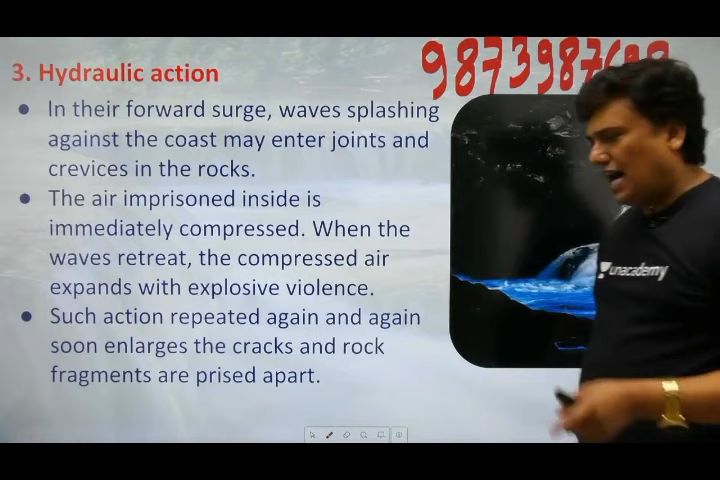 3. Hydraulic action
● In their forward surge, waves splashing
against the coast may enter joints and
crevices in the rocks.
● The air imprisoned inside is
immediately compressed. When the
waves retreat, the compressed air
expands with explosive violence.
● Such action repeated again and again
soon enlarges the cracks and rock
fragments are prised apart.
unacademy